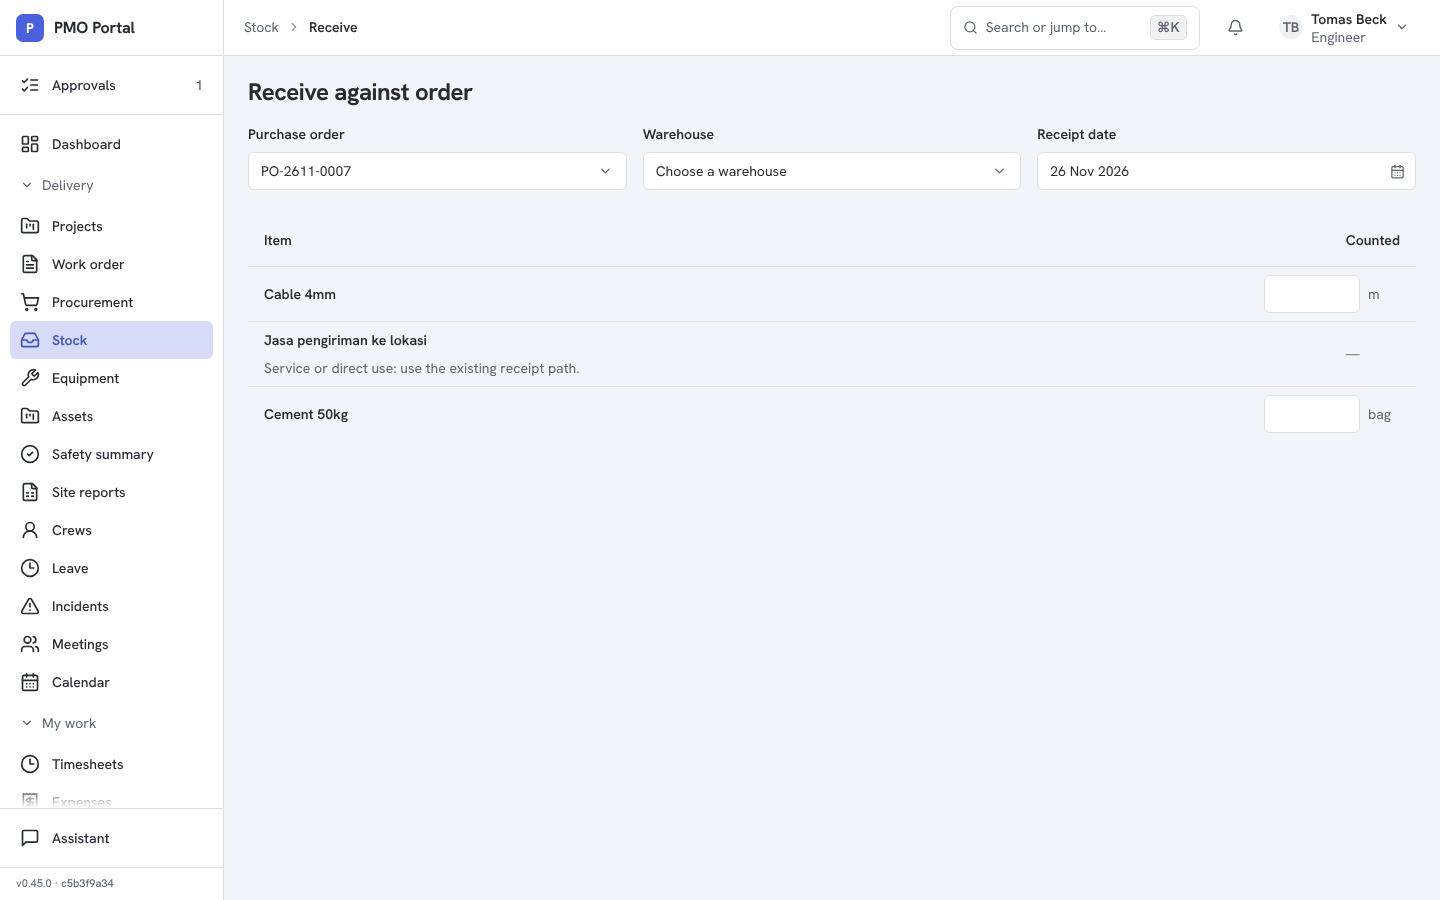 P PMO Portal
Stock > Receive
Search or jump to... ⌘K
TB
Tomas Beck
Engineer
Approvals 1
Dashboard
Delivery
Projects
Work order
Procurement
Stock
Equipment
Assets
Safety summary
Site reports
Crews
Leave
Incidents
Meetings
Calendar
My work
Timesheets
Expenses
Assistant
v0.45.0 · c5b3f9a34
Receive against order
Purchase order Warehouse Receipt date
PO-2611-0007 Choose a warehouse 26 Nov 2026
Item Counted
Cable 4mm m
Jasa pengiriman ke lokasi
Service or direct use: use the existing receipt path. —
Cement 50kg bag